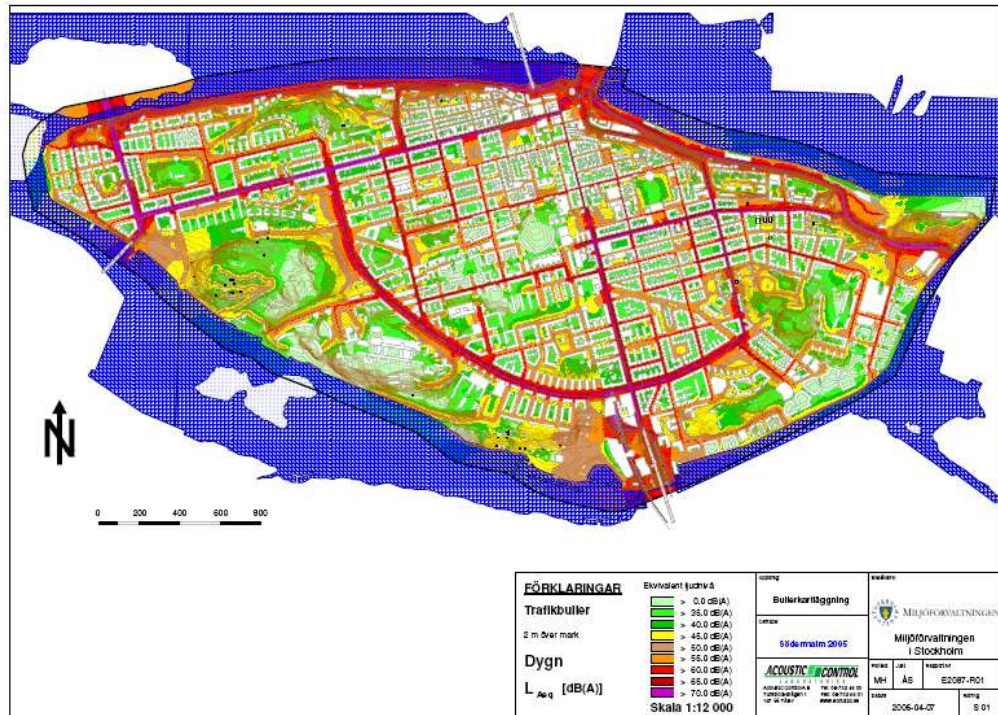 N
0 200 400 600 800
FÖRKLARINGAR
Trafikbuller
2 m över mark
Dygn
L Aeq [dB(A)]
Ekvivalent ljudnivå
> 0.0 dB(A)
> 35.0 dB(A)
> 40.0 dB(A)
> 45.0 dB(A)
> 50.0 dB(A)
> 55.0 dB(A)
> 60.0 dB(A)
> 65.0 dB(A)
> 70.0 dB(A)
Skala 1:12 000
Bullerkartläggning
Södermalm 2005
ACOUSTIC CONTROL
LABORATORIES
MILJÖFÖRVALTNINGEN
Miljöförvaltningen
i Stockholm
MH ÅS E2087-R01
2006-04-07 S 01